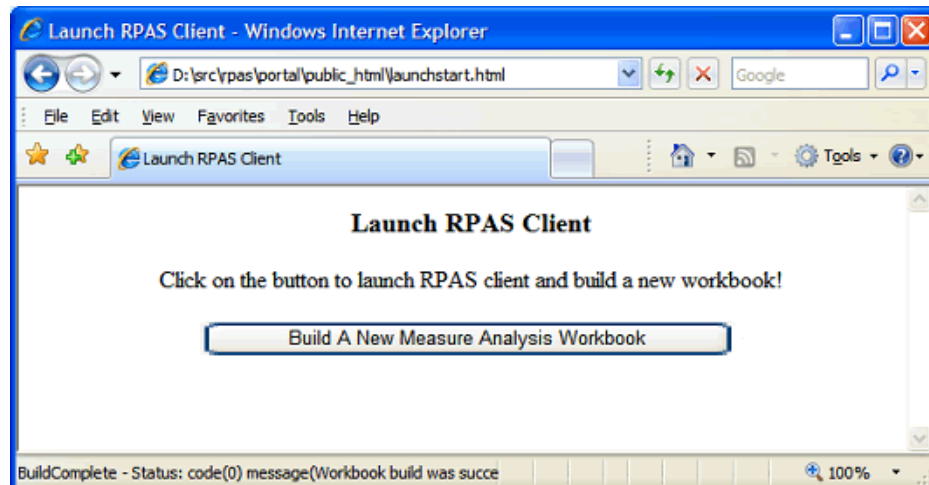 Launch RPAS Client - Windows Internet Explorer
D:\src\rpas\portal\public_html\launchstart.html
Google
File Edit View Favorites Tools Help
Launch RPAS Client
Tools
Launch RPAS Client
Click on the button to launch RPAS client and build a new workbook!
Build A New Measure Analysis Workbook
BuildComplete - Status: code(0) message(Workbook build was succe
100%